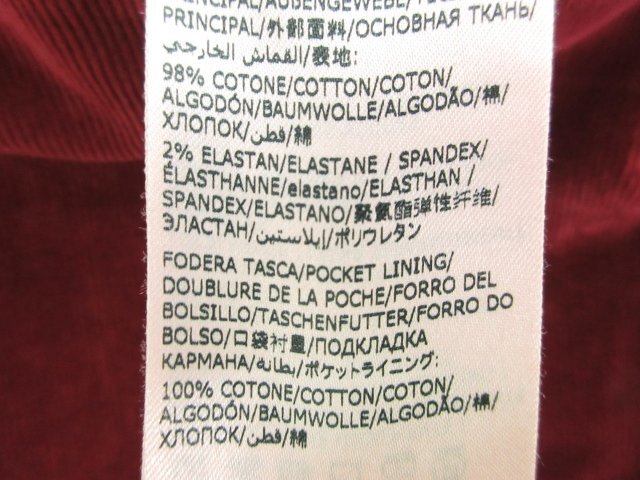 PRINCIPAL/外部面料/ОСНОВНАЯ ТКАНЬ/
القماش الخارجي/表地:
98% COTONE/COTTON/COTON/
ALGODÓN/BAUMWOLLE/ALGODÃO/棉/
ХЛОПОК/قطن/綿
2% ELASTAN/ELASTANE / SPANDEX/
ÉLASTHANNE/elastano/ELASTHAN /
SPANDEX/ELASTANO/聚氨酯弹性纤维/
ЭЛАСТАН/إيلاستين/ポリウレタン
FODERA TASCA/POCKET LINING/
DOUBLURE DE LA POCHE/FORRO DEL
BOLSILLO/TASCHENFUTTER/FORRO DO
BOLSO/口袋衬里/ПОДКЛАДКА
КАРМАНА/بطانه/ポケットライニング:
100% COTONE/COTTON/COTON/
ALGODÓN/BAUMWOLLE/ALGODÃO/棉/
ХЛОПОК/قطن/綿